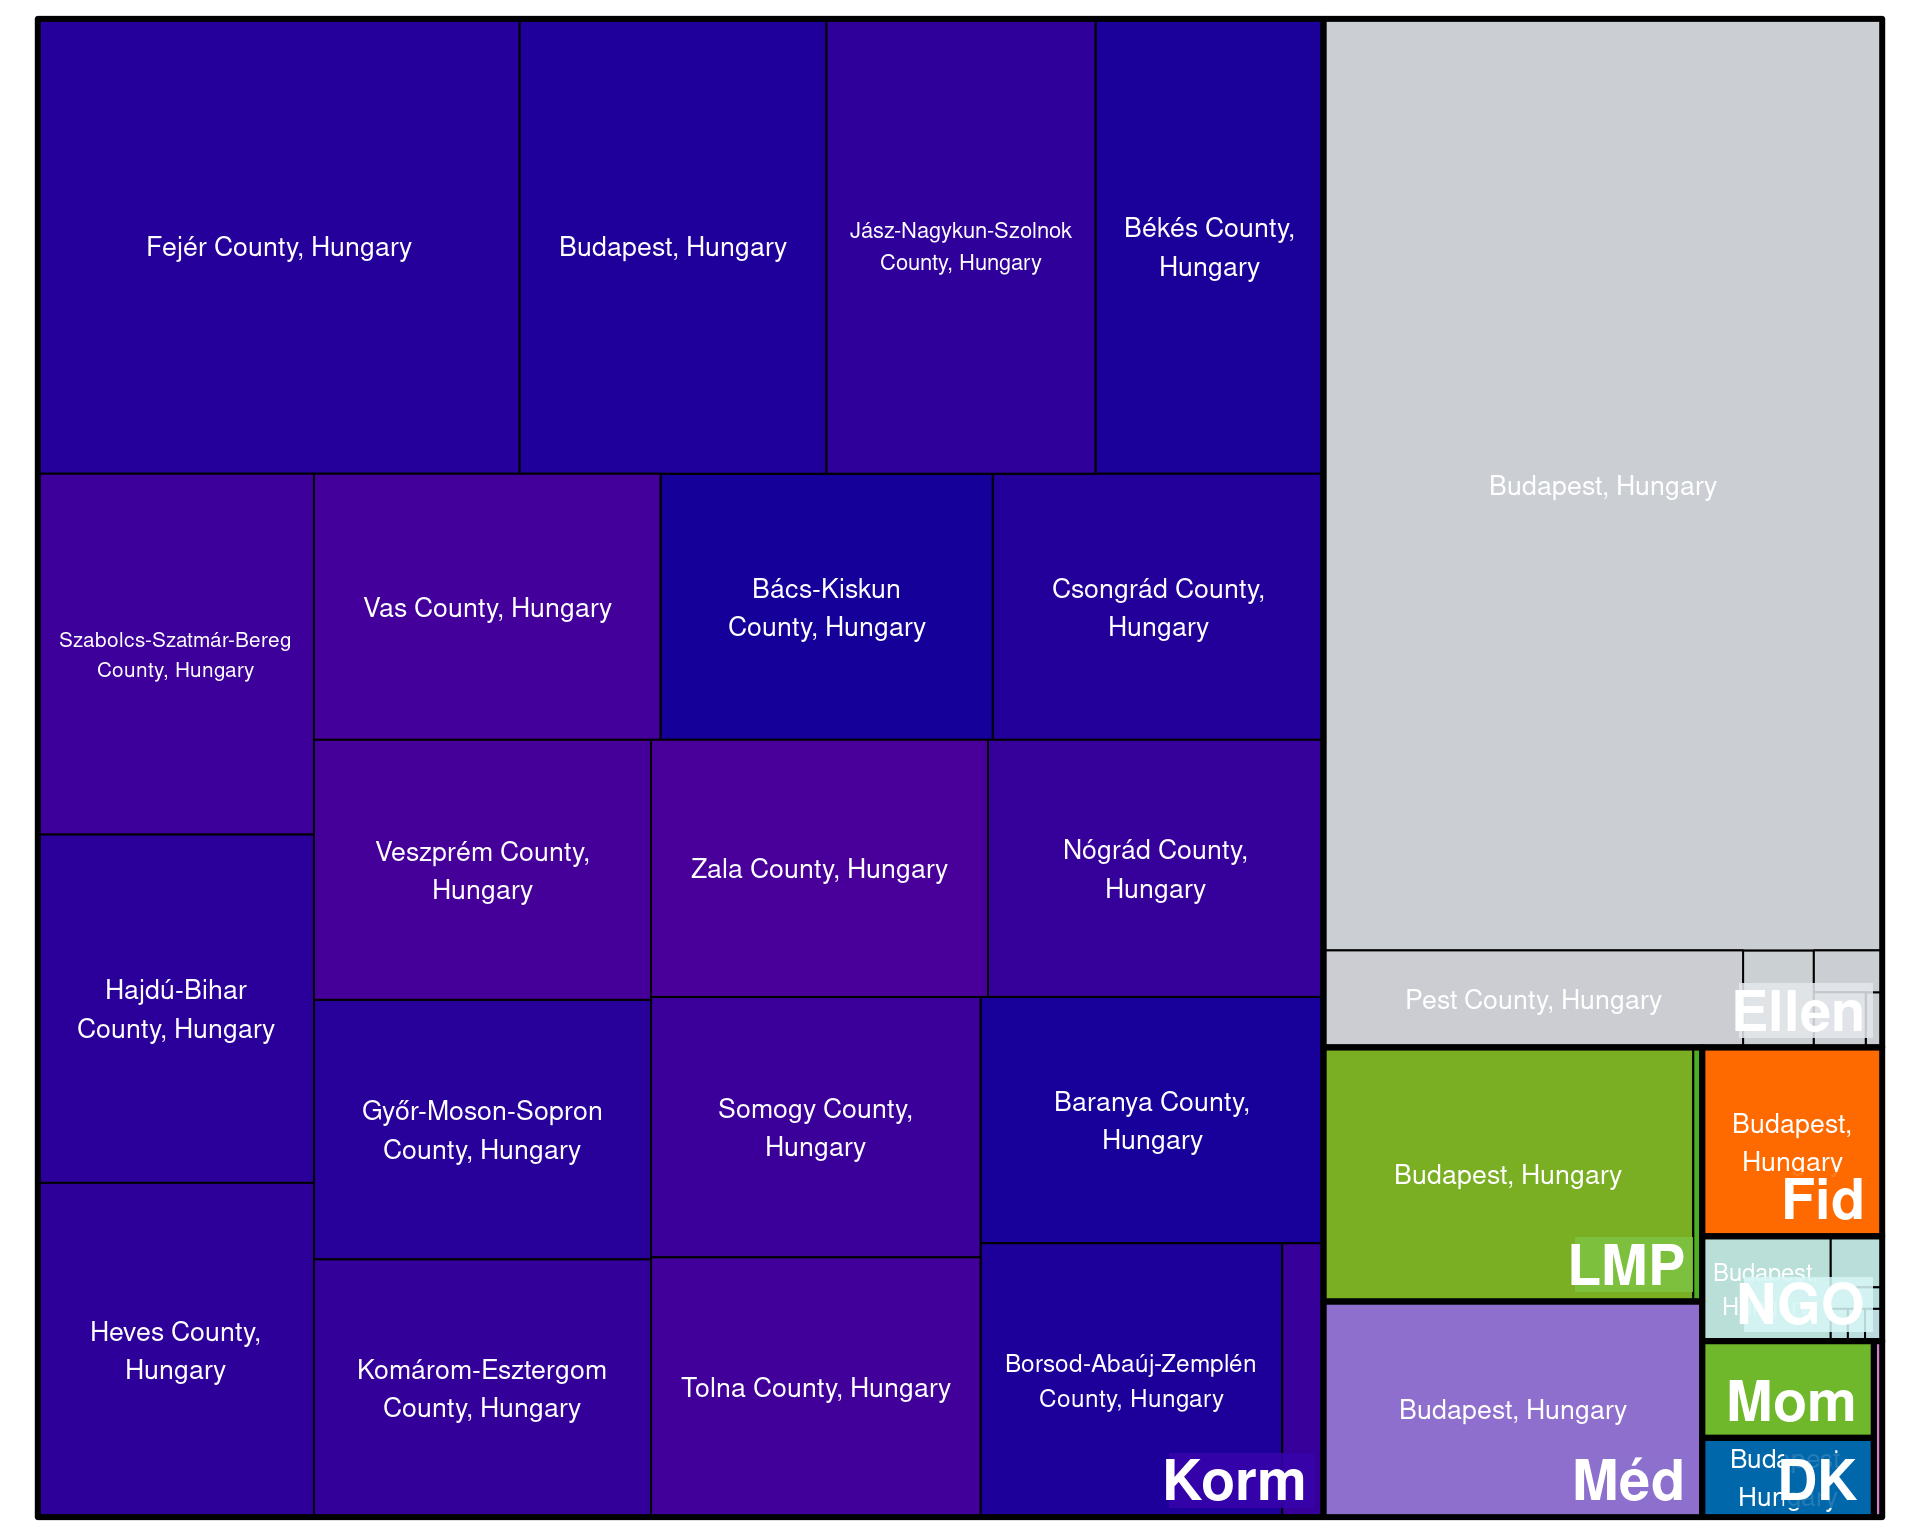 Fejér County, Hungary
Budapest, Hungary
Jász-Nagykun-Szolnok
County, Hungary
Békés County,
Hungary
Budapest, Hungary
Szabolcs-Szatmár-Bereg
County, Hungary
Vas County, Hungary
Bács-Kiskun
County, Hungary
Csongrád County,
Hungary
Veszprém County,
Hungary
Zala County, Hungary
Nógrád County,
Hungary
Hajdú-Bihar
County, Hungary
Pest County, Hungary
Ellen
Győr-Moson-Sopron
County, Hungary
Somogy County,
Hungary
Baranya County,
Hungary
Budapest, Hungary
LMP
Budapest,
Hungary
Fid
Budapest
NGO
Heves County,
Hungary
Komárom-Esztergom
County, Hungary
Tolna County, Hungary
Borsod-Abaúj-Zemplén
County, Hungary
Korm
Budapest, Hungary
Méd
Mom
Budapest,
Hungary
DK